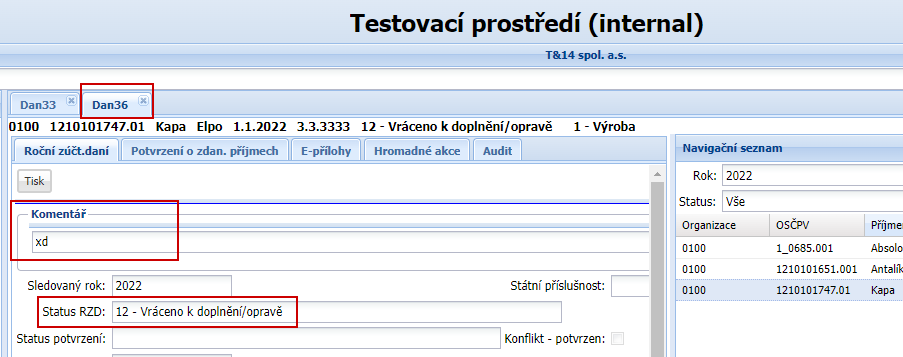 Testovací prostředí (internal)
T&14 spol. a.s.
Dan33 Dan36
0100 1210101747.01 Kapa Elpo 1.1.2022 3.3.3333 12 - Vráceno k doplnění/opravě 1 - Výroba
Roční zúčt.daní Potvrzení o zdan. příjmech E-přílohy Hromadné akce Audit
Tisk
Komentář
xd
Sledovaný rok: 2022 Státní příslušnost:
Status RZD: 12 - Vráceno k doplnění/opravě
Status potvrzení: Konflikt - potvrzen:
Navigační seznam
Rok: 2022
Status: Vše
Organizace OSČPV Příjmen
0100 1_0685.001 Absolo
0100 1210101651.001 Antalík
0100 1210101747.01 Kapa